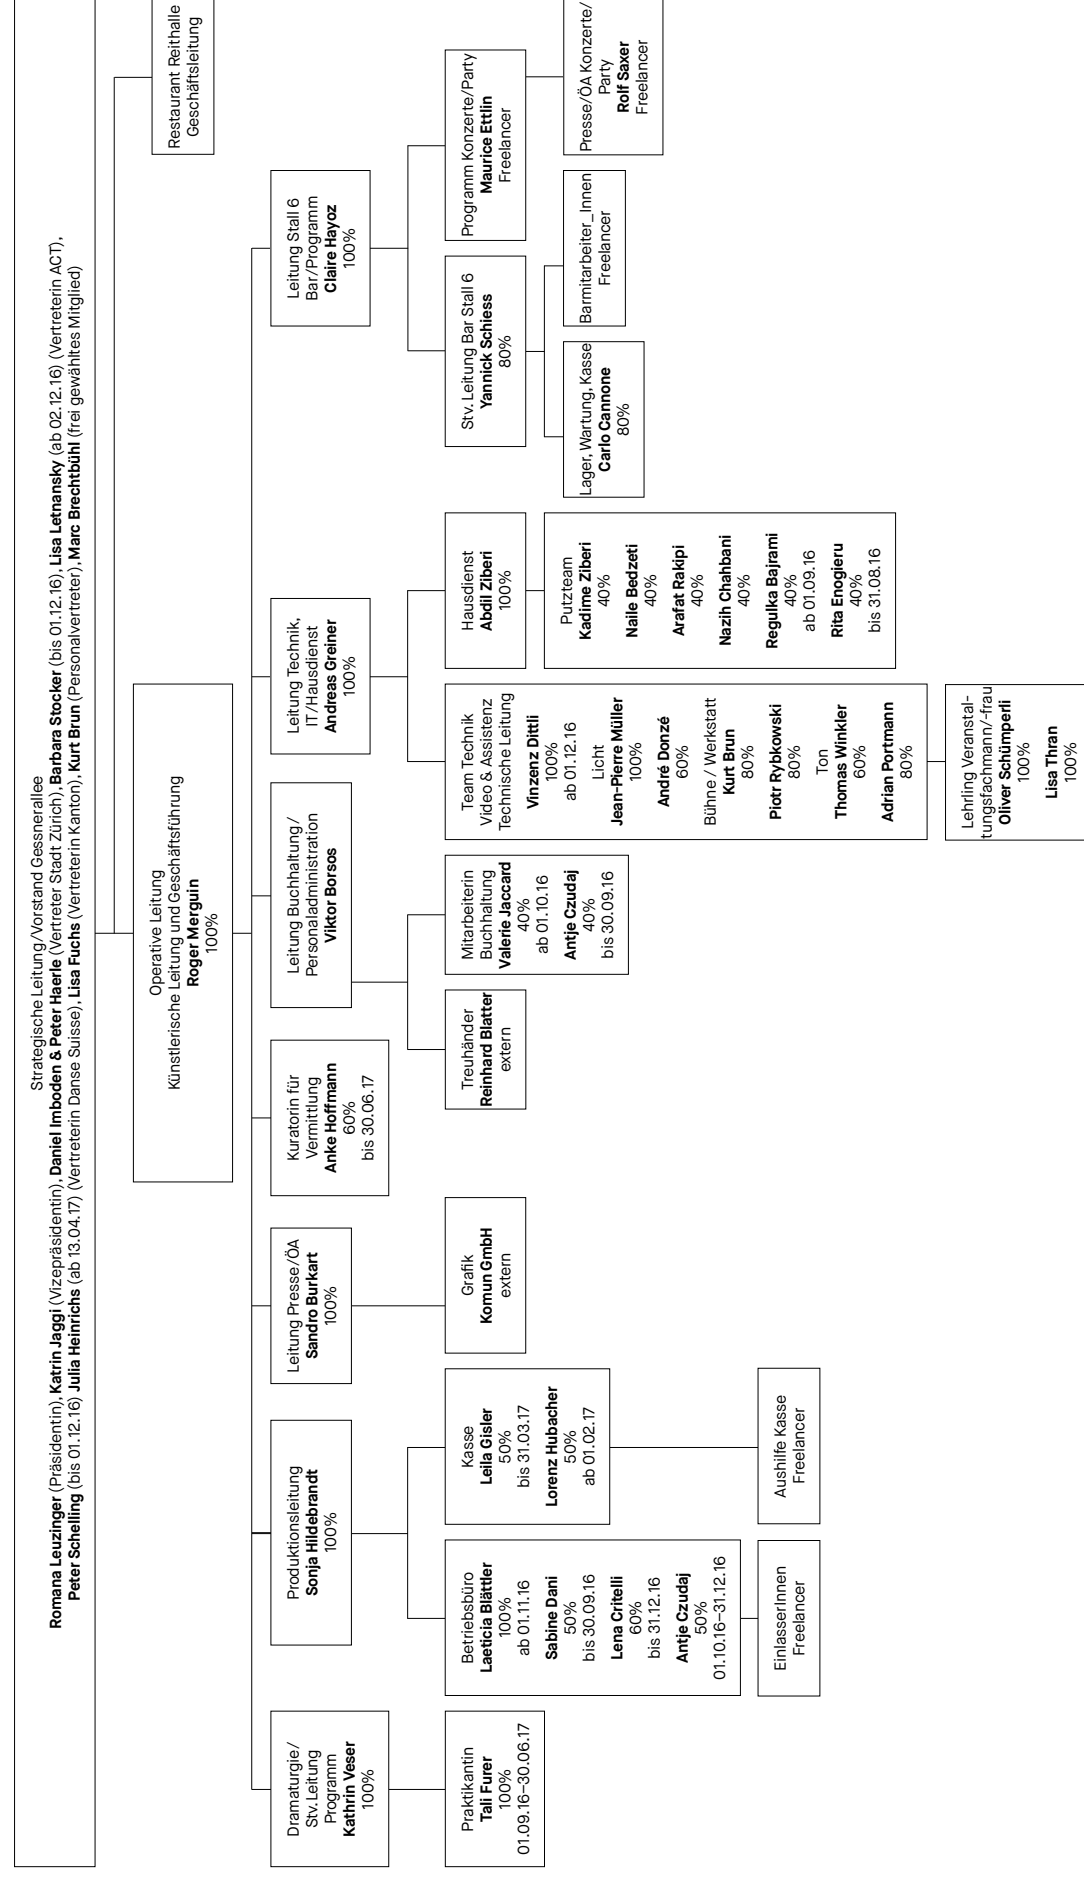 Strategische Leitung/Vorstand Gessnerallee
Romana Leuzinger (Präsidentin), Katrin Jaggi (Vizepräsidentin), Daniel Imboden & Peter Haerle (Vertreter Stadt Zürich), Barbara Stocker (bis 01.12.16), Lisa Letnansky (ab 02.12.16) (Vertreterin ACT),
Peter Schelling (bis 01.12.16) Julia Heinrichs (ab 13.04.17) (Vertreterin Danse Suisse), Lisa Fuchs (Vertreterin Kanton), Kurt Brun (Personalvertreter), Marc Brechtbühl (frei gewähltes Mitglied)
Operative Leitung
Künstlerische Leitung und Geschäftsführung
Roger Merguin
100%
Restaurant Reithalle
Geschäftsleitung
Dramaturgie/
Stv. Leitung
Programm
Kathrin Veser
100%
Produktionsleitung
Sonja Hildebrandt
100%
Leitung Presse/ÖA
Sandro Burkart
100%
Kuratorin für
Vermittlung
Anke Hoffmann
60%
bis 30.06.17
Leitung Buchhaltung/
Personaladministration
Viktor Borsos
Leitung Technik,
IT/Hausdienst
Andreas Greiner
100%
Leitung Stall 6
Bar/Programm
Claire Hayoz
100%
Praktikantin
Tali Furer
100%
01.09.16–30.06.17
Betriebsbüro
Laeticia Blättler
100%
ab 01.11.16
Sabine Dani
50%
bis 30.09.16
Lena Critelli
60%
bis 31.12.16
Antje Czudaj
50%
01.10.16–31.12.16
Kasse
Leila Gisler
50%
bis 31.03.17
Lorenz Hubacher
50%
ab 01.02.17
Grafik
Komun GmbH
extern
Treuhänder
Reinhard Blatter
extern
Mitarbeiterin
Buchhaltung
Valerie Jaccard
40%
ab 01.10.16
Antje Czudaj
40%
bis 30.09.16
Team Technik
Video & Assistenz
Technische Leitung
Vinzenz Dittli
100%
ab 01.12.16
Licht
Jean-Pierre Müller
100%
André Donzé
60%
Bühne / Werkstatt
Kurt Brun
80%
Piotr Rybkowski
80%
Ton
Thomas Winkler
60%
Adrian Portmann
80%
Hausdienst
Abdil Ziberi
100%
Putzteam
Kadime Ziberi
40%
Naile Bedzeti
40%
Arafat Rakipi
40%
Nazih Chahbani
40%
Regulka Bajrami
40%
ab 01.09.16
Rita Enogieru
40%
bis 31.08.16
Stv. Leitung Bar Stall 6
Yannick Schiess
80%
Programm Konzerte/Party
Maurice Ettlin
Freelancer
Lager, Wartung, Kasse
Carlo Cannone
80%
Barmitarbeiter_Innen
Freelancer
Presse/ÖA Konzerte/
Party
Rolf Saxer
Freelancer
EinlasserInnen
Freelancer
Aushilfe Kasse
Freelancer
Lehrling Veranstal-
tungsfachmann/-frau
Oliver Schümperli
100%
Lisa Thran
100%